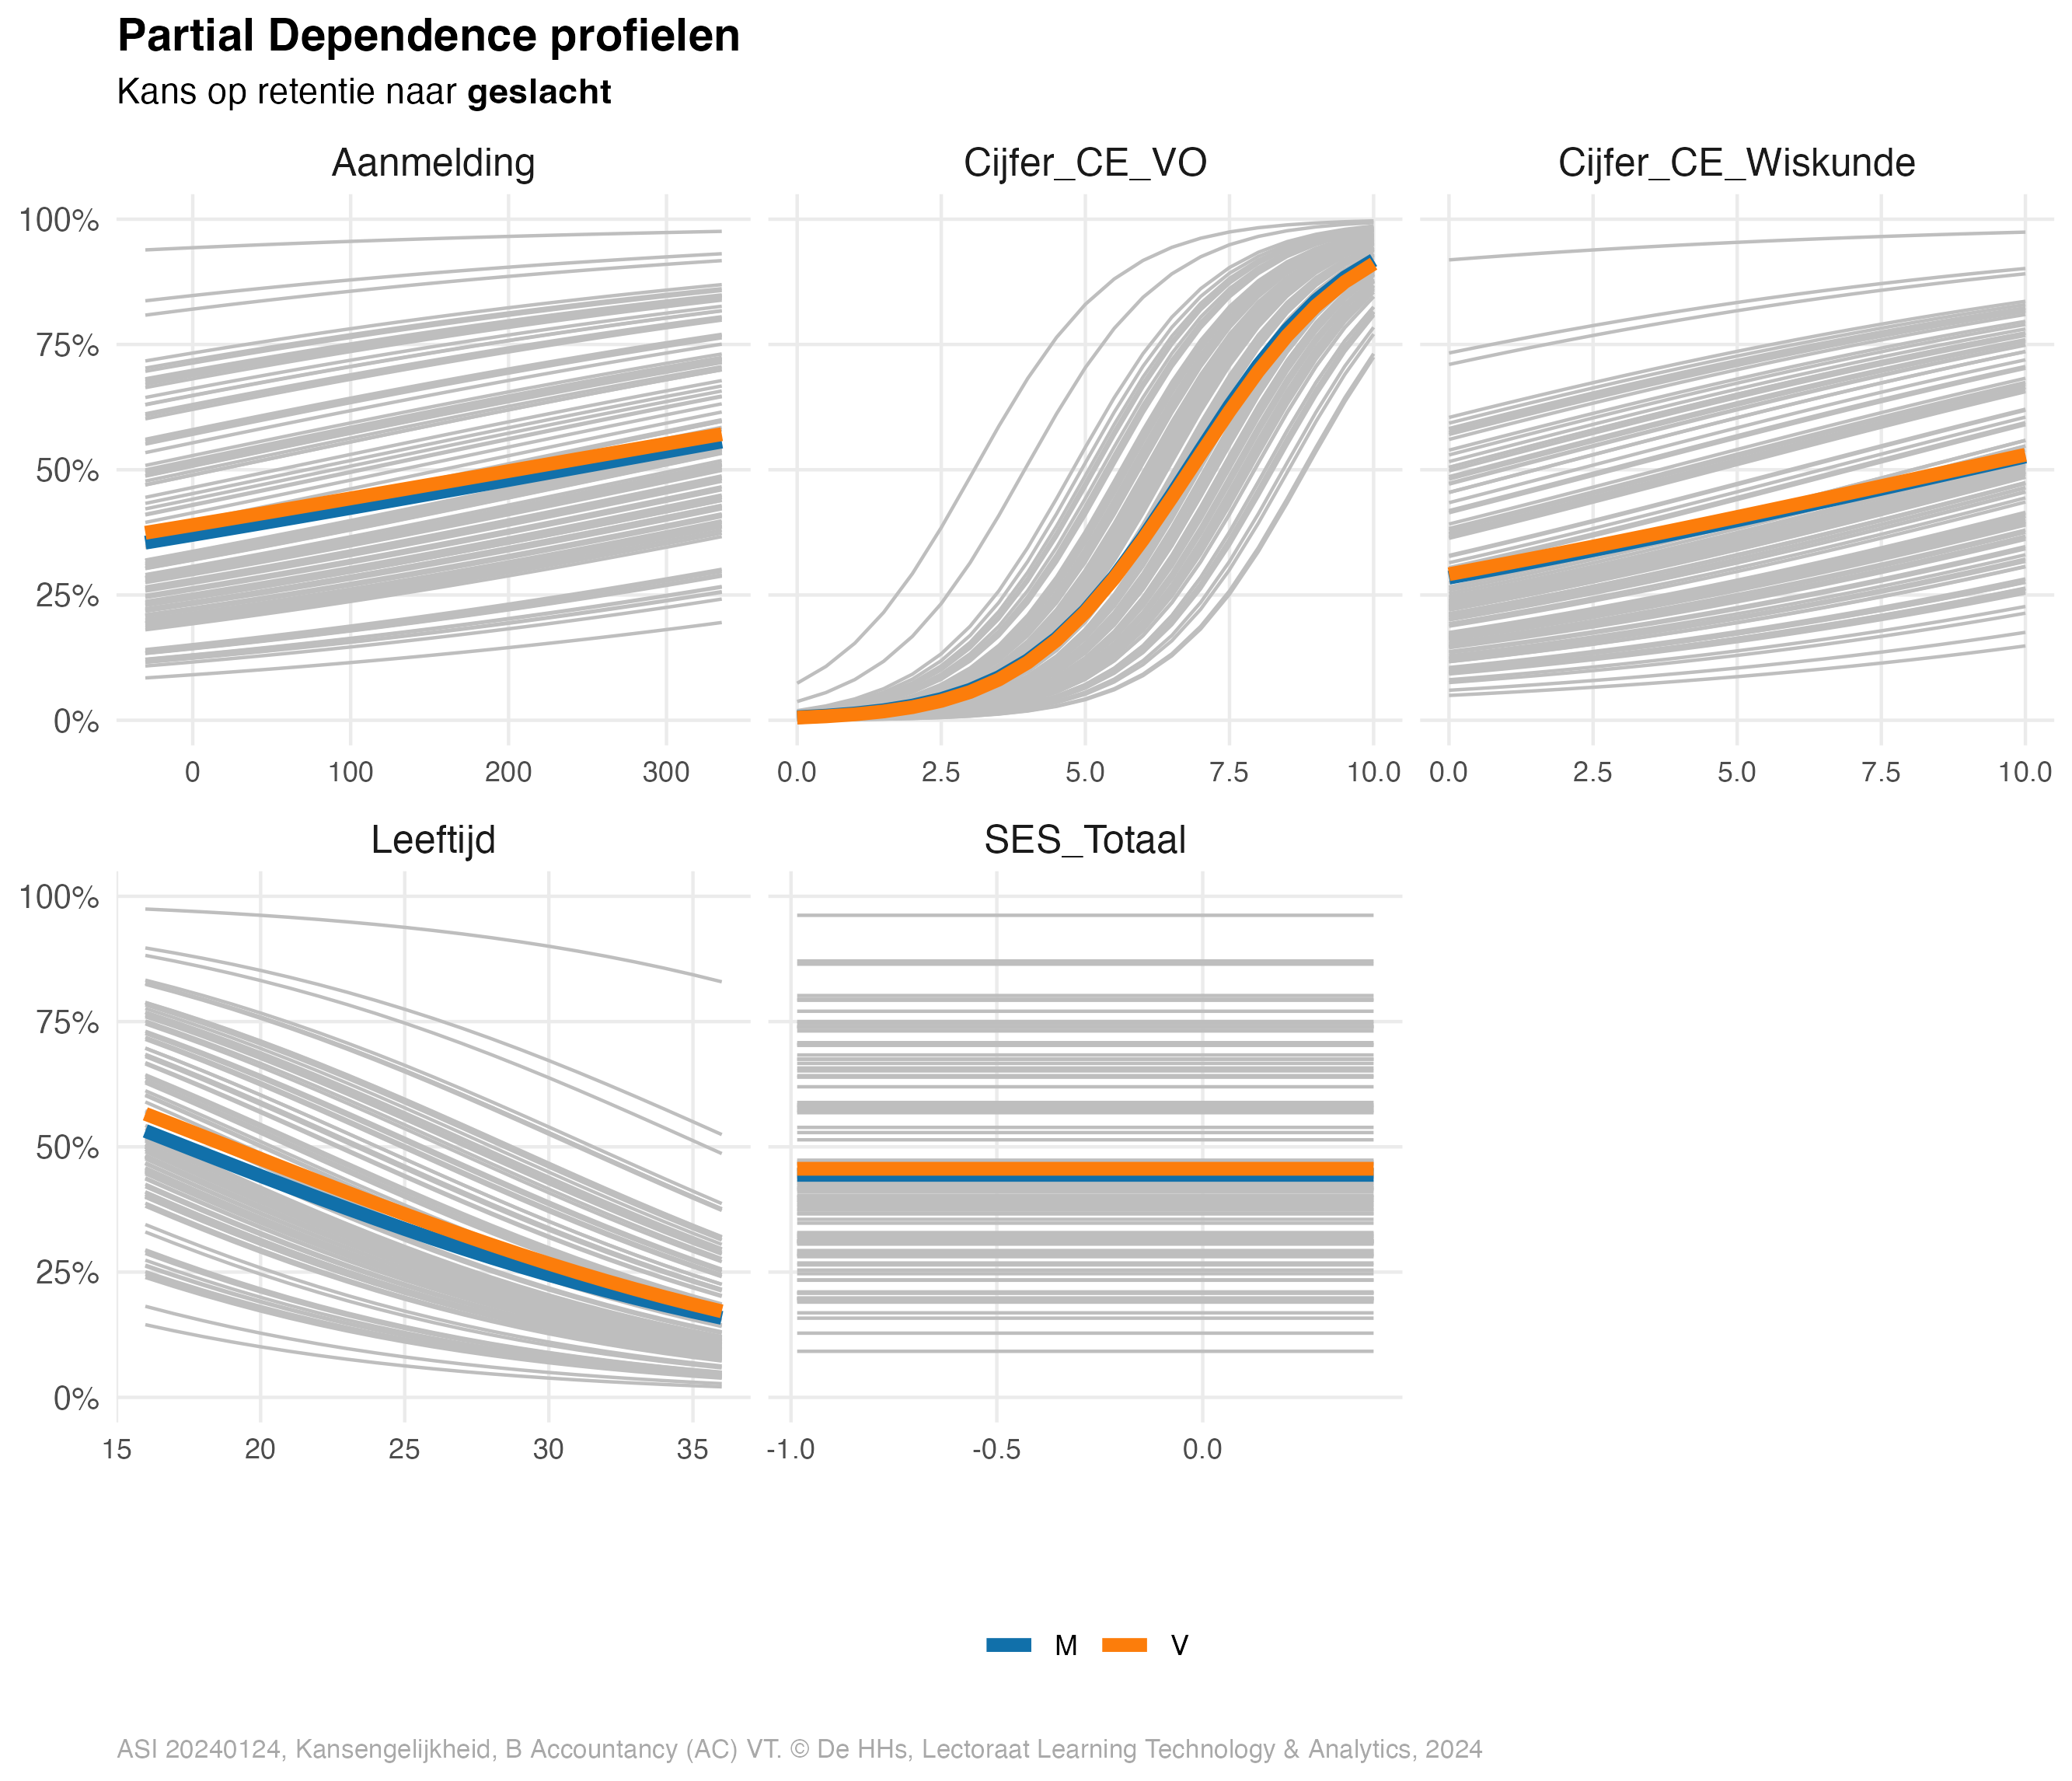 Partial Dependence profielen
Kans op retentie naar geslacht
Aanmelding
Cijfer_CE_VO
Cijfer_CE_Wiskunde
100%
75%
50%
25%
0%
0 100 200 300
0.0 2.5 5.0 7.5 10.0
0.0 2.5 5.0 7.5 10.0
Leeftijd
SES_Totaal
100%
75%
50%
25%
0%
15 20 25 30 35
-1.0 -0.5 0.0
M V
ASI 20240124, Kansengelijkheid, B Accountancy (AC) VT. © De HHs, Lectoraat Learning Technology & Analytics, 2024